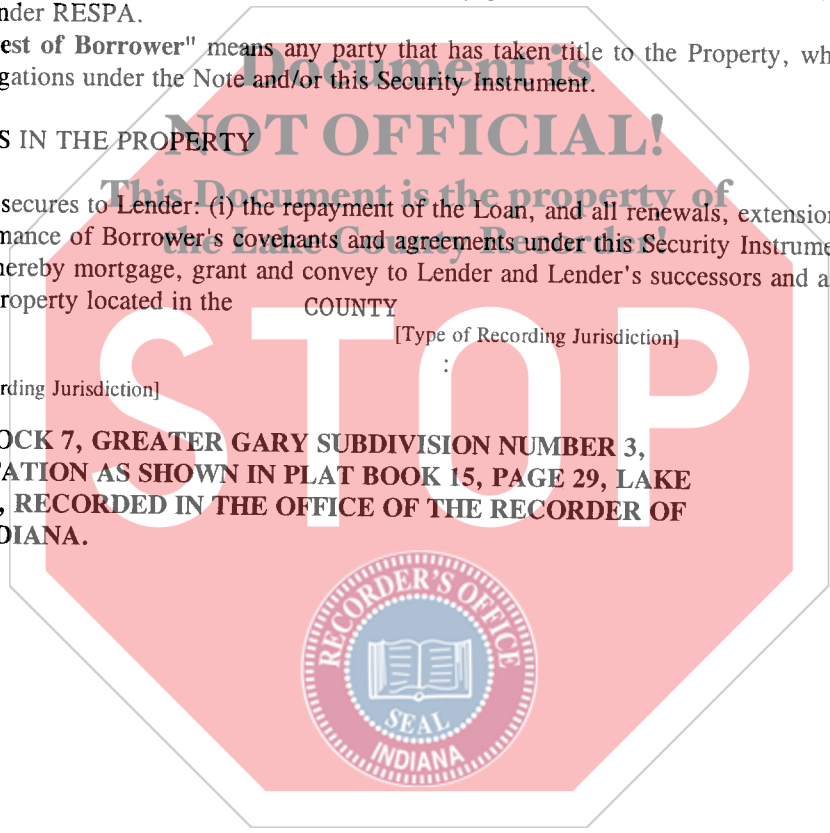 nder RESPA.
est of Borrower" means any party that has taken title to the Property, wh
gations under the Note and/or this Security Instrument.
Document is
NOT OFFICIAL!
S IN THE PROPERTY
This Document is the property of
the Lake County Recorder!
secures to Lender: (i) the repayment of the Loan, and all renewals, extension
mance of Borrower's covenants and agreements under this Security Instrume
hereby mortgage, grant and convey to Lender and Lender's successors and a
roperty located in the COUNTY
[Type of Recording Jurisdiction]
:
rding Jurisdiction]
STOP
OCK 7, GREATER GARY SUBDIVISION NUMBER 3,
ATION AS SHOWN IN PLAT BOOK 15, PAGE 29, LAKE
, RECORDED IN THE OFFICE OF THE RECORDER OF
DIANA.
RECORDER'S OFFICE
SEAL
INDIANA